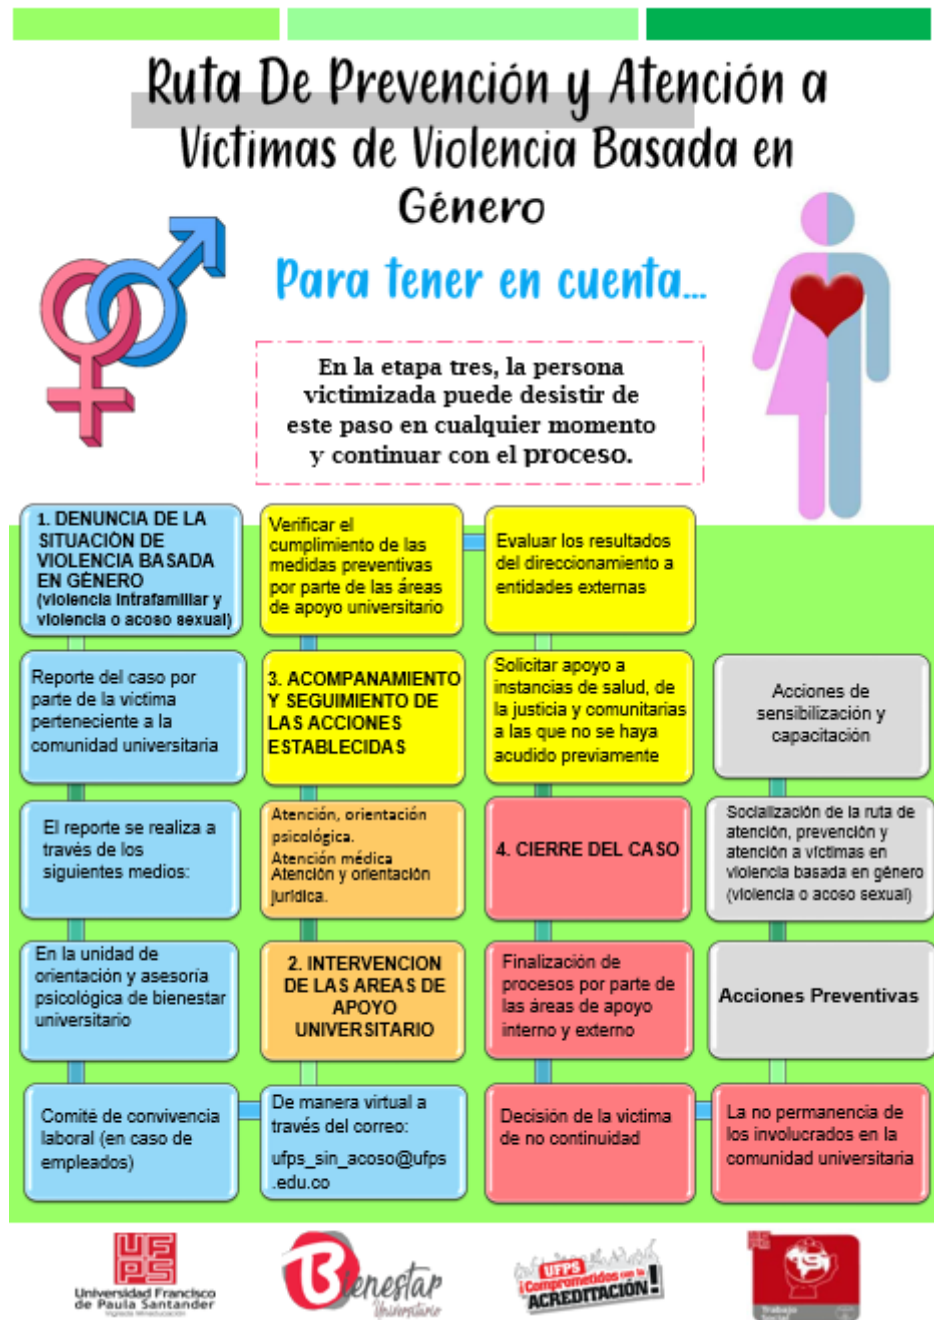 Ruta De Prevención y Atención a
Víctimas de Violencia Basada en
Género
Para tener en cuenta...
En la etapa tres, la persona
victimizada puede desistir de
este paso en cualquier momento
y continuar con el proceso.
1. DENUNCIA DE LA
SITUACIÓN DE
VIOLENCIA BASADA
EN GÉNERO
(violencia intrafamiliar y
violencia o acoso sexual)
Reporte del caso por
parte de la víctima
perteneciente a la
comunidad universitaria
El reporte se realiza a
través de los
siguientes medios:
En la unidad de
orientación y asesoría
psicológica de bienestar
universitario
Comité de convivencia
laboral (en caso de
empleados)
De manera virtual a
través del correo:
ufps_sin_acoso@ufps
.edu.co
2. INTERVENCION
DE LAS AREAS DE
APOYO
UNIVERSITARIO
Atención, orientación
psicológica.
Atención médica
Atención y orientación
jurídica.
3. ACOMPANAMIENTO
Y SEGUIMIENTO DE
LAS ACCIONES
ESTABLECIDAS
Verificar el
cumplimiento de las
medidas preventivas
por parte de las áreas
de apoyo universitario
Evaluar los resultados
del direccionamiento a
entidades externas
Solicitar apoyo a
instancias de salud, de
la justicia y comunitarias
a las que no se haya
acudido previamente
4. CIERRE DEL CASO
Finalización de
procesos por parte de
las áreas de apoyo
interno y externo
Decisión de la victima
de no continuidad
La no permanencia de
los involucrados en la
comunidad universitaria
Acciones Preventivas
Socialización de la ruta de
atención, prevención y
atención a víctimas en
violencia basada en género
(violencia o acoso sexual)
Acciones de
sensibilización y
capacitación
UFPS
Universidad Francisco
de Paula Santander
Vigilada Mineducación
Bienestar
Universitario
UFPS
¡Comprometidos con la
ACREDITACIÓN!
Trabajo
Social